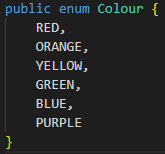 public enum Colour {
    RED,
    ORANGE,
    YELLOW,
    GREEN,
    BLUE,
    PURPLE
}